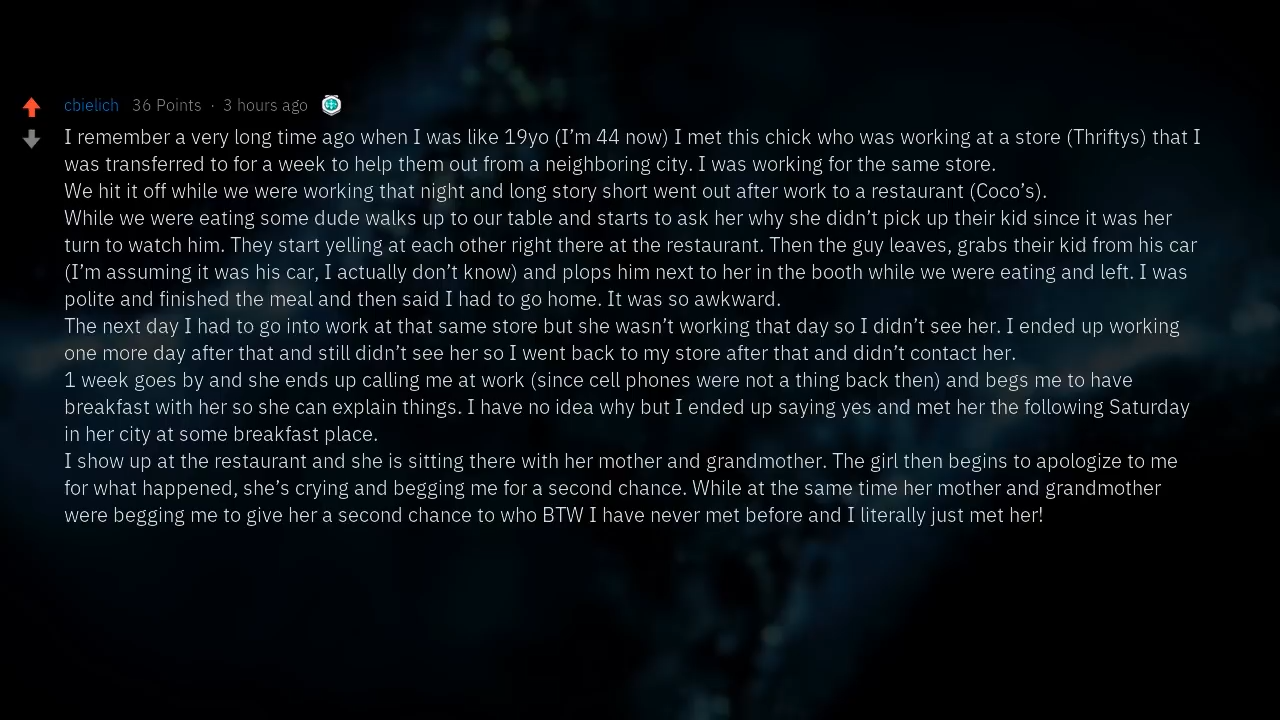 cbielich 36 Points · 3 hours ago
I remember a very long time ago when I was like 19yo (I’m 44 now) I met this chick who was working at a store (Thriftys) that I
was transferred to for a week to help them out from a neighboring city. I was working for the same store.
We hit it off while we were working that night and long story short went out after work to a restaurant (Coco’s).
While we were eating some dude walks up to our table and starts to ask her why she didn’t pick up their kid since it was her
turn to watch him. They start yelling at each other right there at the restaurant. Then the guy leaves, grabs their kid from his car
(I’m assuming it was his car, I actually don’t know) and plops him next to her in the booth while we were eating and left. I was
polite and finished the meal and then said I had to go home. It was so awkward.
The next day I had to go into work at that same store but she wasn’t working that day so I didn’t see her. I ended up working
one more day after that and still didn’t see her so I went back to my store after that and didn’t contact her.
1 week goes by and she ends up calling me at work (since cell phones were not a thing back then) and begs me to have
breakfast with her so she can explain things. I have no idea why but I ended up saying yes and met her the following Saturday
in her city at some breakfast place.
I show up at the restaurant and she is sitting there with her mother and grandmother. The girl then begins to apologize to me
for what happened, she’s crying and begging me for a second chance. While at the same time her mother and grandmother
were begging me to give her a second chance to who BTW I have never met before and I literally just met her!